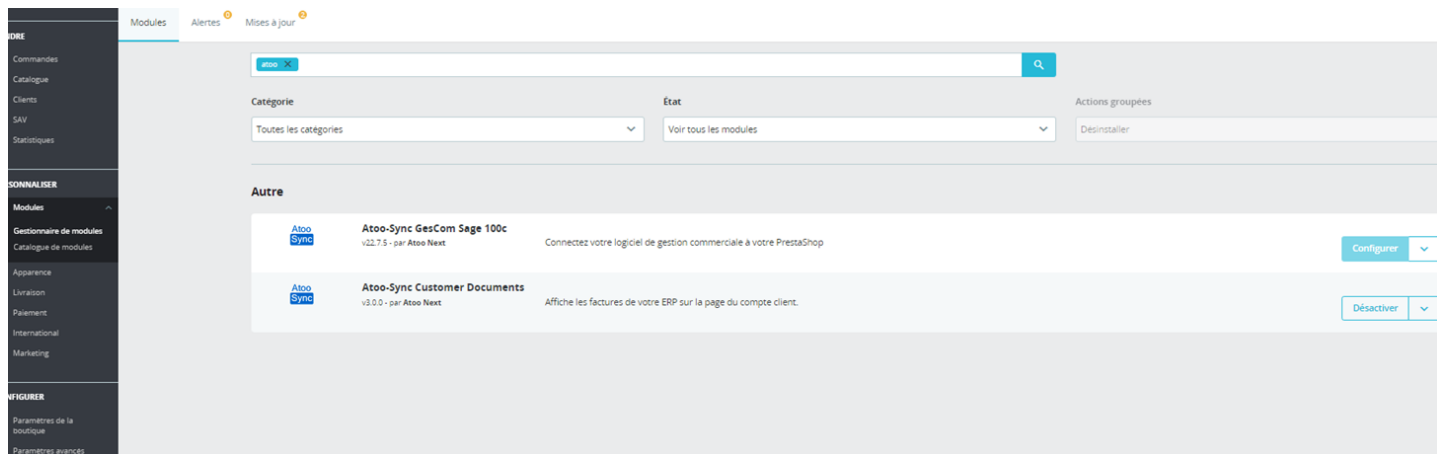 Modules
Alertes 0
Mises à jour 2
NDRE
Commandes
Catalogue
Clients
SAV
Statistiques
SONNALISER
Modules
Gestionnaire de modules
Catalogue de modules
Apparence
Livraison
Paiement
International
Marketing
NFIGURER
Paramètres de la
boutique
Paramètres avancés
atoo ×
Catégorie
État
Actions groupées
Toutes les catégories
Voir tous les modules
Désinstaller
Autre
Atoo
Sync
Atoo-Sync GesCom Sage 100c
v22.7.5 - par Atoo Next
Connectez votre logiciel de gestion commerciale à votre PrestaShop
Configurer
Atoo
Sync
Atoo-Sync Customer Documents
v3.0.0 - par Atoo Next
Affiche les factures de votre ERP sur la page du compte client.
Désactiver